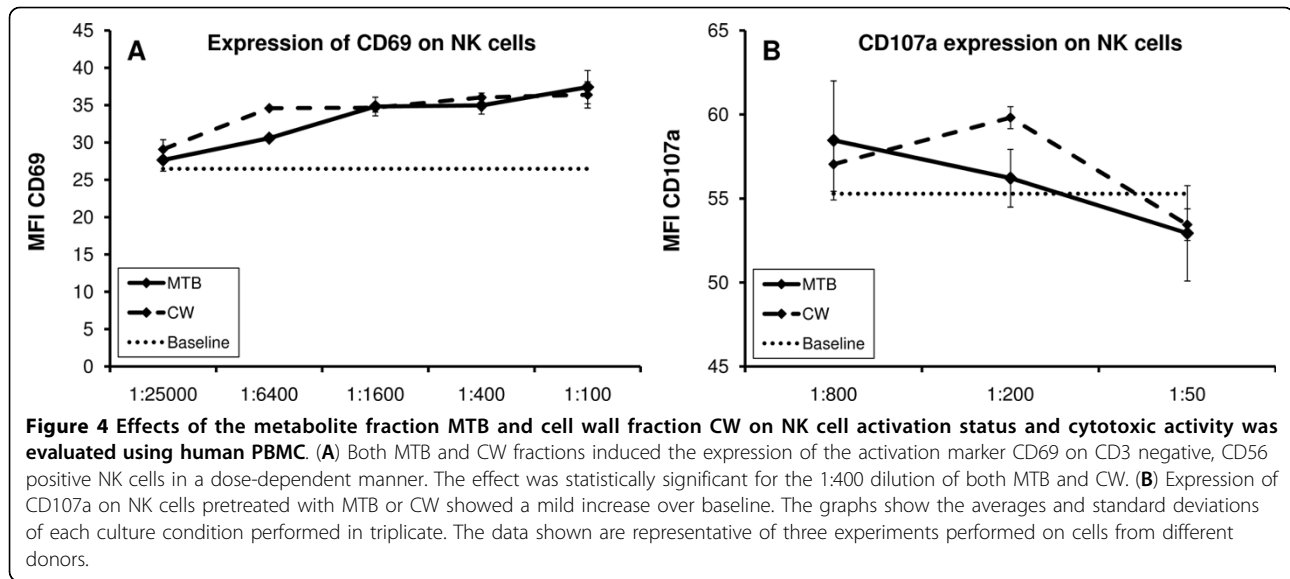 A
Expression of CD69 on NK cells
45
40
35
30
25
20
15
10
5
0
MFI CD69
MTB
CW
Baseline
1:25000 1:6400 1:1600 1:400 1:100
B
CD107a expression on NK cells
65
60
55
50
45
MFI CD107a
MTB
CW
Baseline
1:800 1:200 1:50
Figure 4 Effects of the metabolite fraction MTB and cell wall fraction CW on NK cell activation status and cytotoxic activity was
evaluated using human PBMC. (A) Both MTB and CW fractions induced the expression of the activation marker CD69 on CD3 negative, CD56
positive NK cells in a dose-dependent manner. The effect was statistically significant for the 1:400 dilution of both MTB and CW. (B) Expression of
CD107a on NK cells pretreated with MTB or CW showed a mild increase over baseline. The graphs show the averages and standard deviations
of each culture condition performed in triplicate. The data shown are representative of three experiments performed on cells from different
donors.